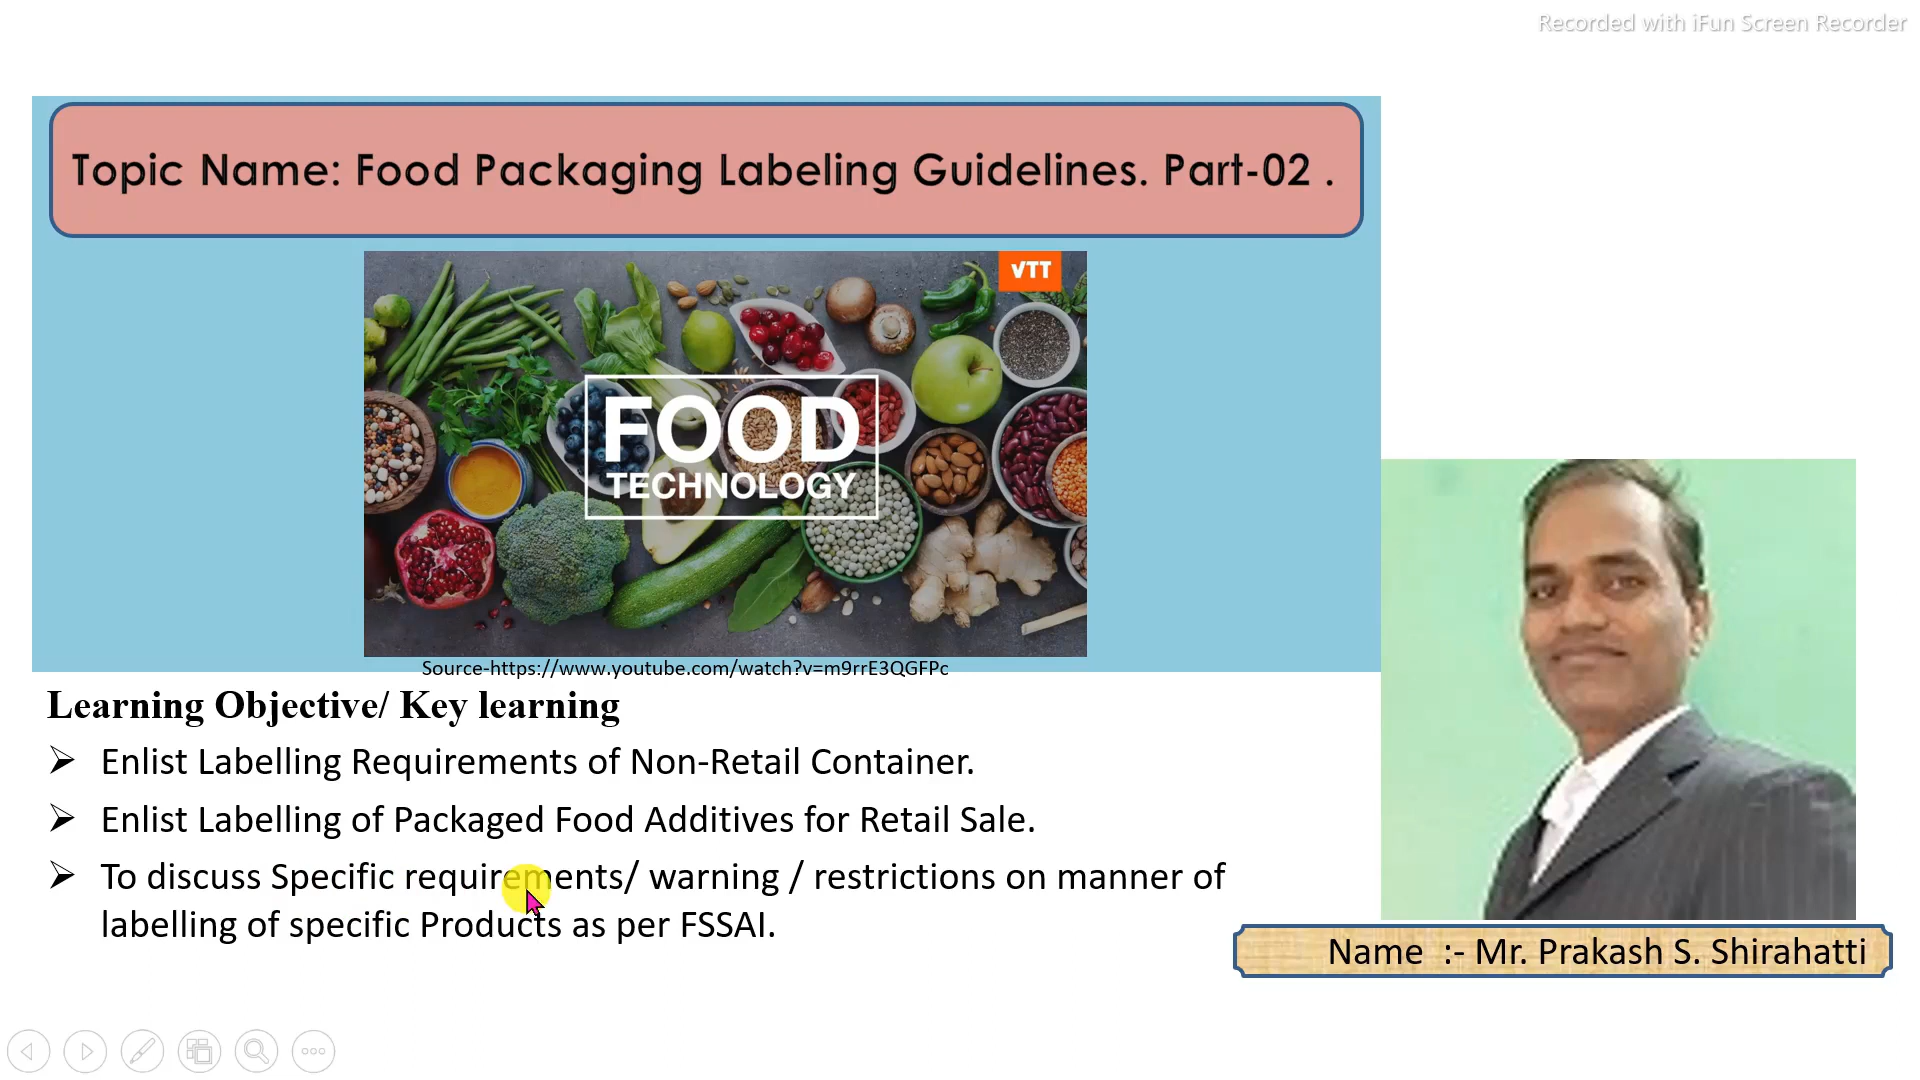 Recorded with iFun Screen Recorder
Topic Name: Food Packaging Labeling Guidelines. Part-02 .
VTT
FOOD
TECHNOLOGY
Source-https://www.youtube.com/watch?v=m9rrE3QGFPc
Learning Objective/ Key learning
➢ Enlist Labelling Requirements of Non-Retail Container.
➢ Enlist Labelling of Packaged Food Additives for Retail Sale.
➢ To discuss Specific requirements/ warning / restrictions on manner of
labelling of specific Products as per FSSAI.
Name :- Mr. Prakash S. Shirahatti